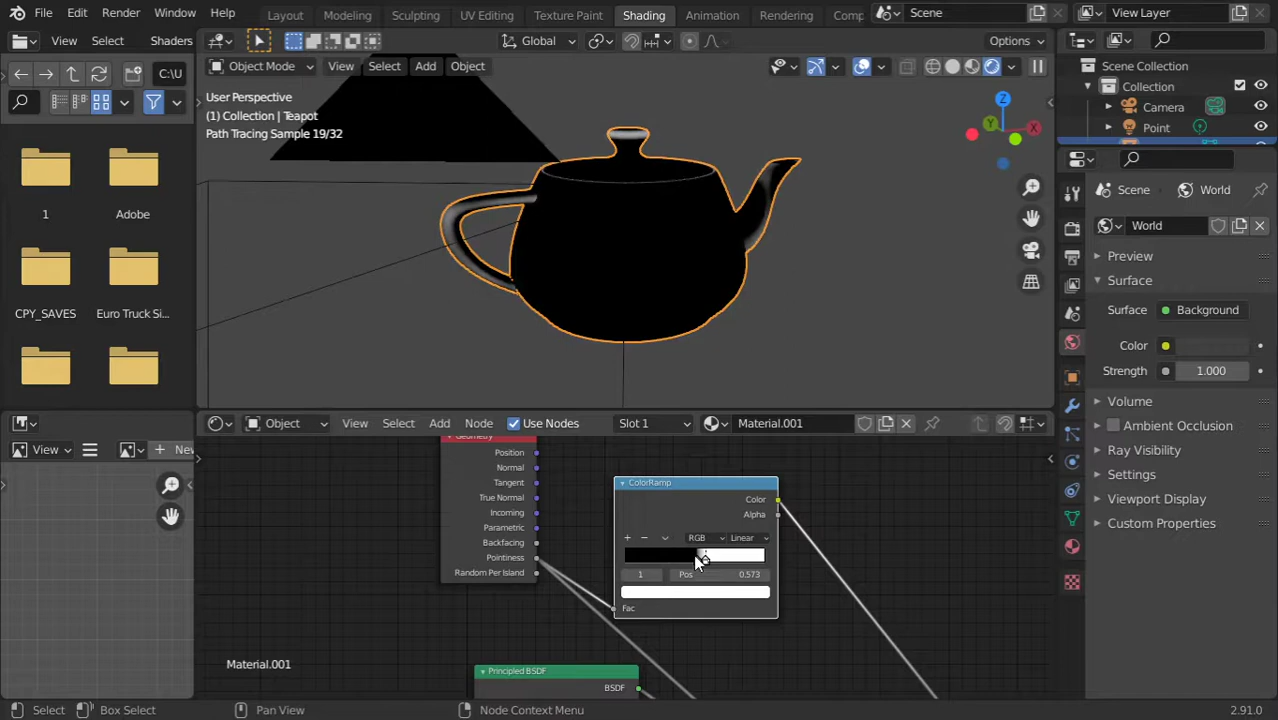 File Edit Render Window Help Layout Modeling Sculpting UV Editing Texture Paint Shading Animation Rendering Comp Scene View Layer
View Select Shaders Global Options
C:\U Object Mode View Select Add Object
Scene Collection
Collection
Camera
Point
User Perspective
(1) Collection | Teapot
Path Tracing Sample 19/32
Z
Y
X
1 Adobe
CPY_SAVES Euro Truck Si...
Scene World
World
Preview
Surface
Surface Background
Color
Strength 1.000
Volume
Ambient Occlusion
Ray Visibility
Settings
Viewport Display
Custom Properties
View New
Object View Select Add Node Use Nodes Slot 1 Material.001
Geometry
Position
Normal
Tangent
True Normal
Incoming
Parametric
Backfacing
Pointiness
Random Per Island
ColorRamp
Color
Alpha
RGB Linear
1 Pos 0.573
Fac
Principled BSDF
BSDF
Material.001
Select Box Select Pan View Node Context Menu 2.91.0